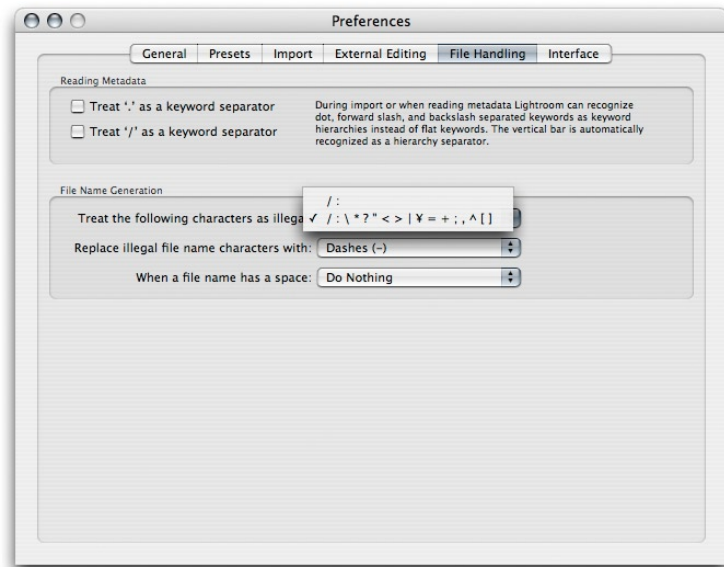 Preferences
General Presets Import External Editing File Handling Interface
Reading Metadata
Treat ‘.’ as a keyword separator
Treat ‘/’ as a keyword separator
During import or when reading metadata Lightroom can recognize
dot, forward slash, and backslash separated keywords as keyword
hierarchies instead of flat keywords. The vertical bar is automatically
recognized as a hierarchy separator.
File Name Generation
/ :
Treat the following characters as illega ✓ / : \ * ? " < > | ¥ = + ; , ^ [ ]
Replace illegal file name characters with: Dashes (-)
When a file name has a space: Do Nothing